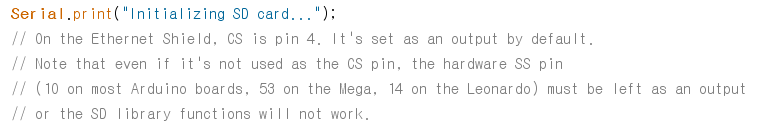 Serial.print("Initializing SD card...");
// On the Ethernet Shield, CS is pin 4. It's set as an output by default.
// Note that even if it's not used as the CS pin, the hardware SS pin
// (10 on most Arduino boards, 53 on the Mega, 14 on the Leonardo) must be left as an output
// or the SD library functions will not work.